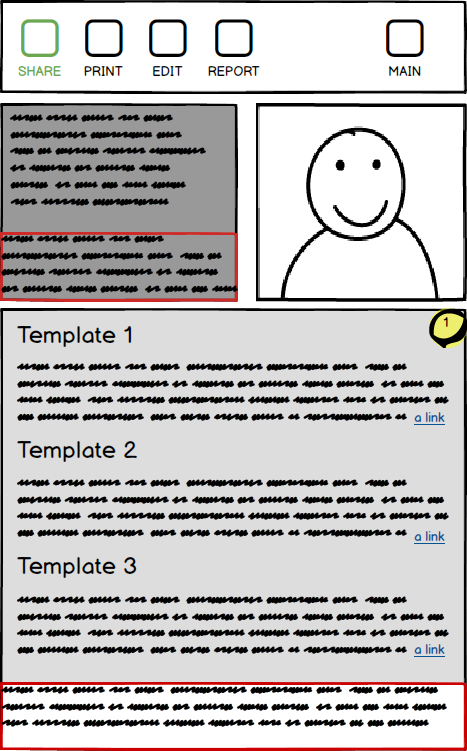 SHARE PRINT EDIT REPORT MAIN
1
Template 1
a link
Template 2
a link
Template 3
a link